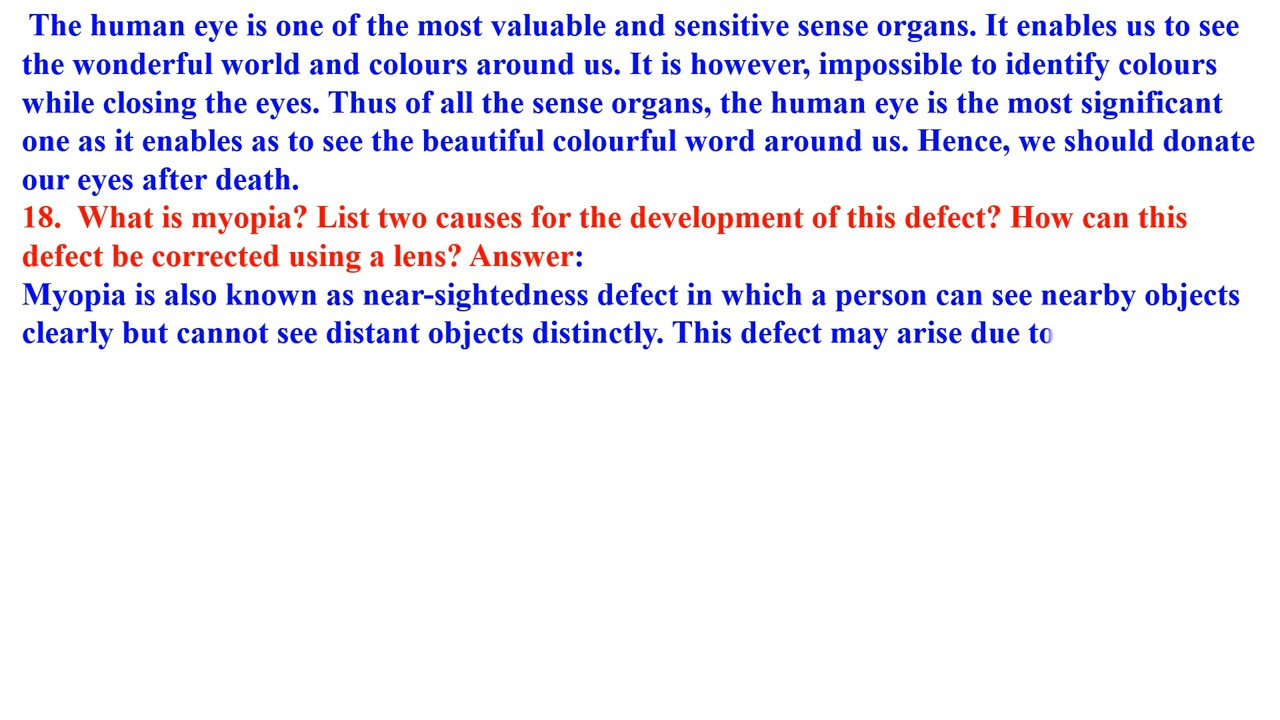 The human eye is one of the most valuable and sensitive sense organs. It enables us to see
the wonderful world and colours around us. It is however, impossible to identify colours
while closing the eyes. Thus of all the sense organs, the human eye is the most significant
one as it enables as to see the beautiful colourful word around us. Hence, we should donate
our eyes after death.
18. What is myopia? List two causes for the development of this defect? How can this
defect be corrected using a lens? Answer:
Myopia is also known as near-sightedness defect in which a person can see nearby objects
clearly but cannot see distant objects distinctly. This defect may arise due to